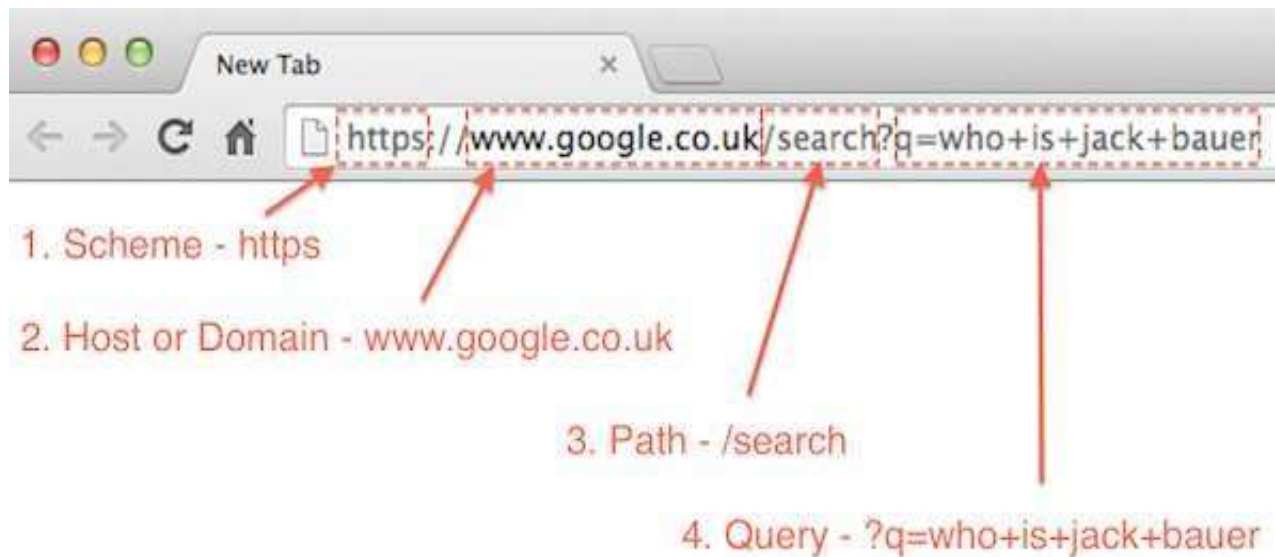 New Tab
https://www.google.co.uk/search?q=who+is+jack+bauer
1. Scheme - https
2. Host or Domain - www.google.co.uk
3. Path - /search
4. Query - ?q=who+is+jack+bauer